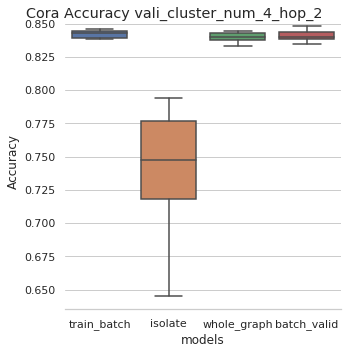 Cora Accuracy vali_cluster_num_4_hop_2
0.850
0.825
0.800
0.775
0.750
0.725
0.700
0.675
0.650
Accuracy
train_batch isolate whole_graph batch_valid
models